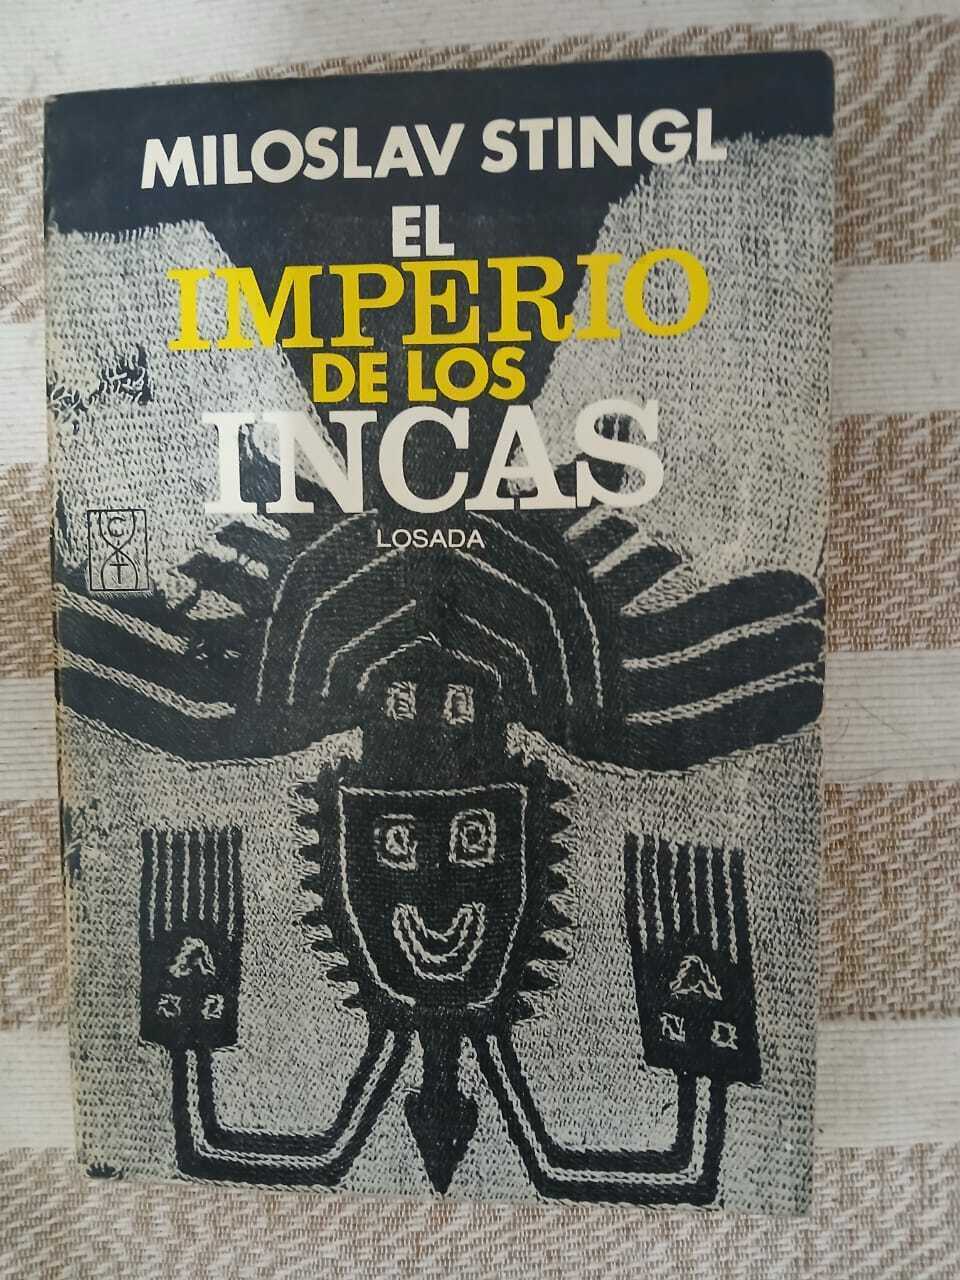 MILOSLAV STINGL
EL
IMPERIO
DE LOS
INCAS
LOSADA